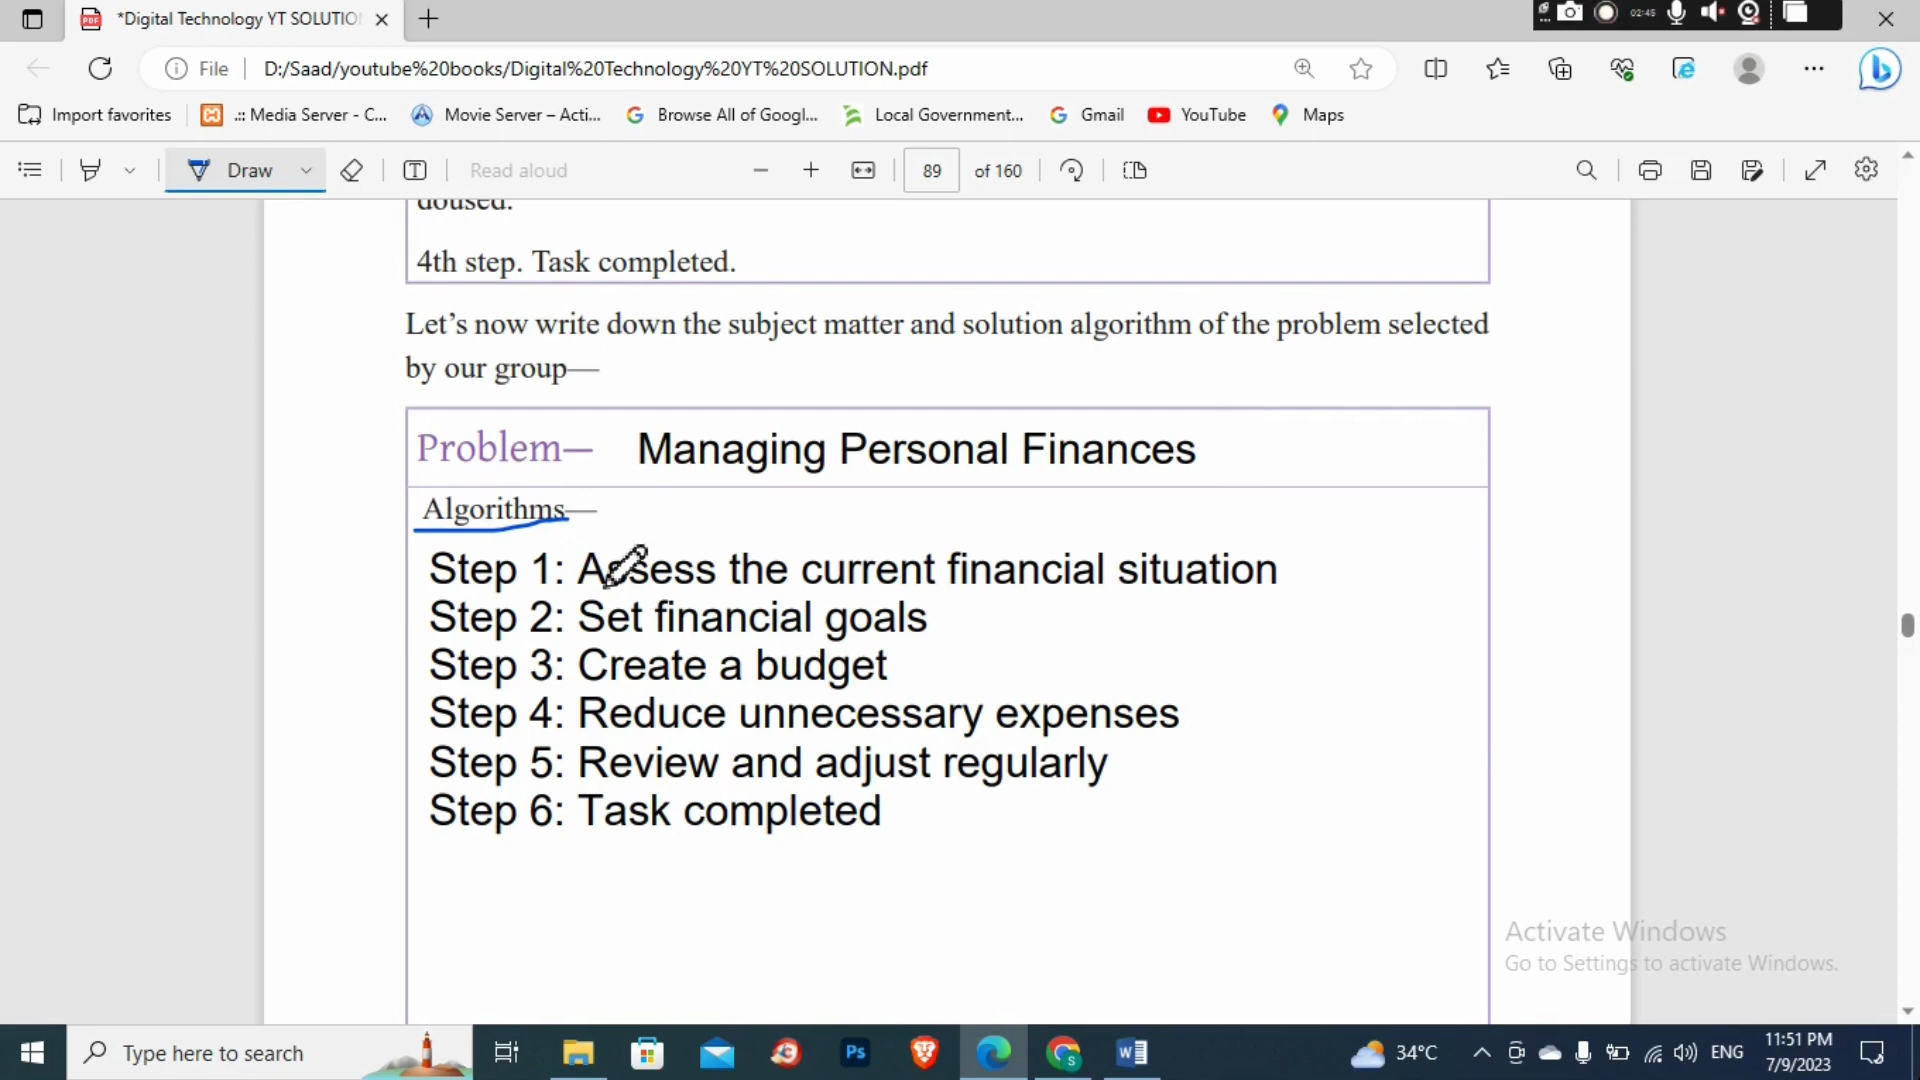 *Digital Technology YT SOLUTIO
02:45
File
D:/Saad/youtube%20books/Digital%20Technology%20YT%20SOLUTION.pdf
Import favorites
.:: Media Server - C...
Movie Server – Acti...
Browse All of Googl...
Local Government...
Gmail
YouTube
Maps
Draw
Read aloud
89
of 160
doused.
4th step. Task completed.
Let's now write down the subject matter and solution algorithm of the problem selected
by our group—
Problem— Managing Personal Finances
Algorithms—
Step 1: Assess the current financial situation
Step 2: Set financial goals
Step 3: Create a budget
Step 4: Reduce unnecessary expenses
Step 5: Review and adjust regularly
Step 6: Task completed
Activate Windows
Go to Settings to activate Windows.
Type here to search
Ps
34°C
ENG
11:51 PM
7/9/2023